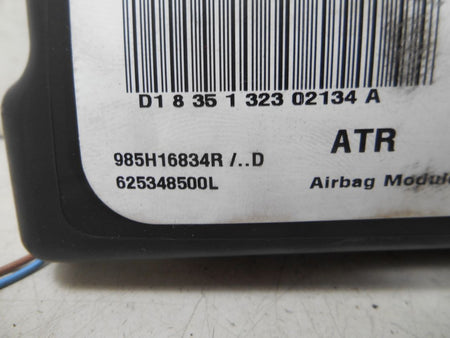 D1 8 35 1 323 02134 A
ATR
985H16834R /..D
625348500L
Airbag Module